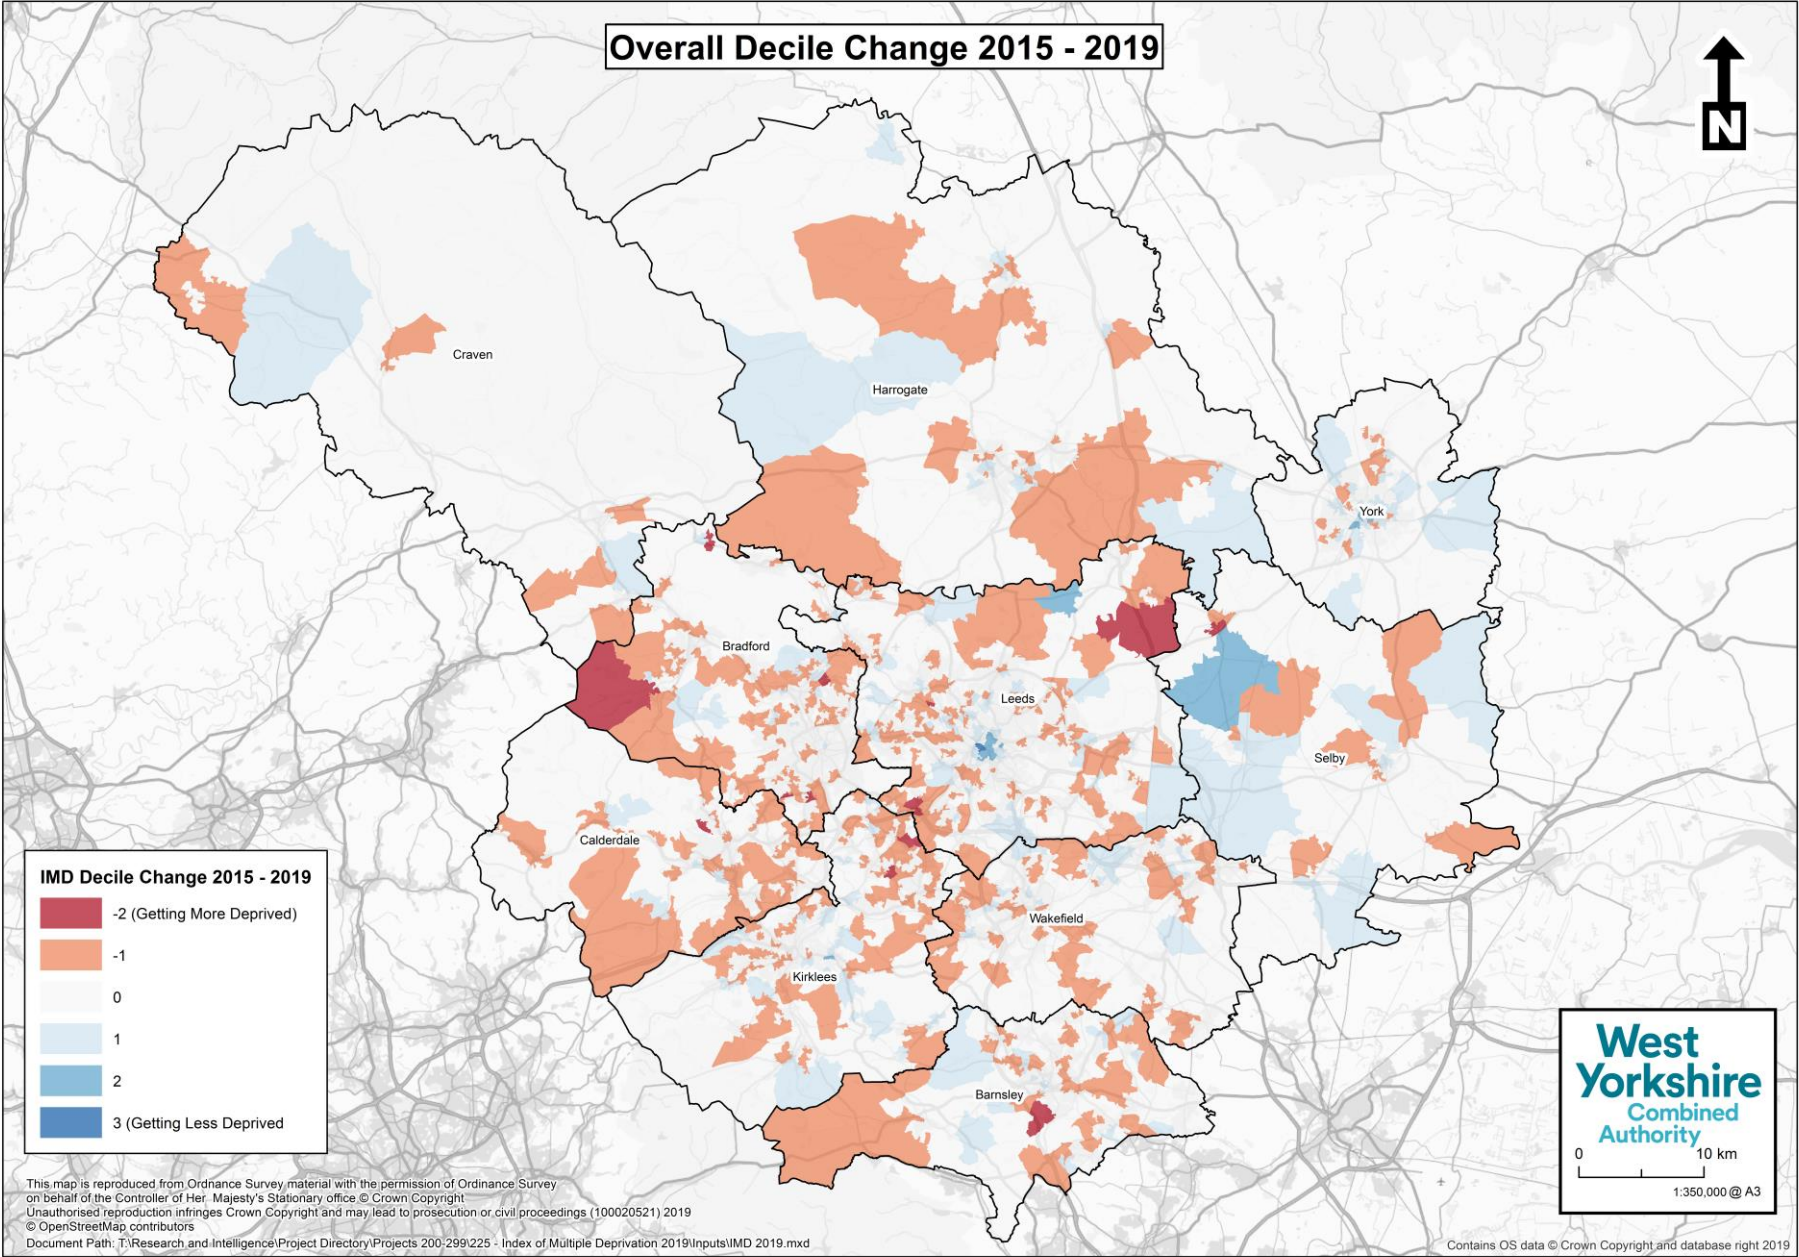 Overall Decile Change 2015 - 2019
N
Craven
Harrogate
York
Bradford
Leeds
Selby
Calderdale
Wakefield
Kirklees
Barnsley
IMD Decile Change 2015 - 2019
-2 (Getting More Deprived)
-1
0
1
2
3 (Getting Less Deprived
West
Yorkshire
Combined
Authority
0 10 km
1:350,000 @ A3
This map is reproduced from Ordnance Survey material with the permission of Ordnance Survey
on behalf of the Controller of Her Majesty's Stationary office © Crown Copyright
Unauthorised reproduction infringes Crown Copyright and may lead to prosecution or civil proceedings (100020521) 2019
© OpenStreetMap contributors
Document Path: T:\Research and Intelligence\Project Directory\Projects 200-299\225 - Index of Multiple Deprivation 2019\Inputs\IMD 2019.mxd
Contains OS data © Crown Copyright and database right 2019